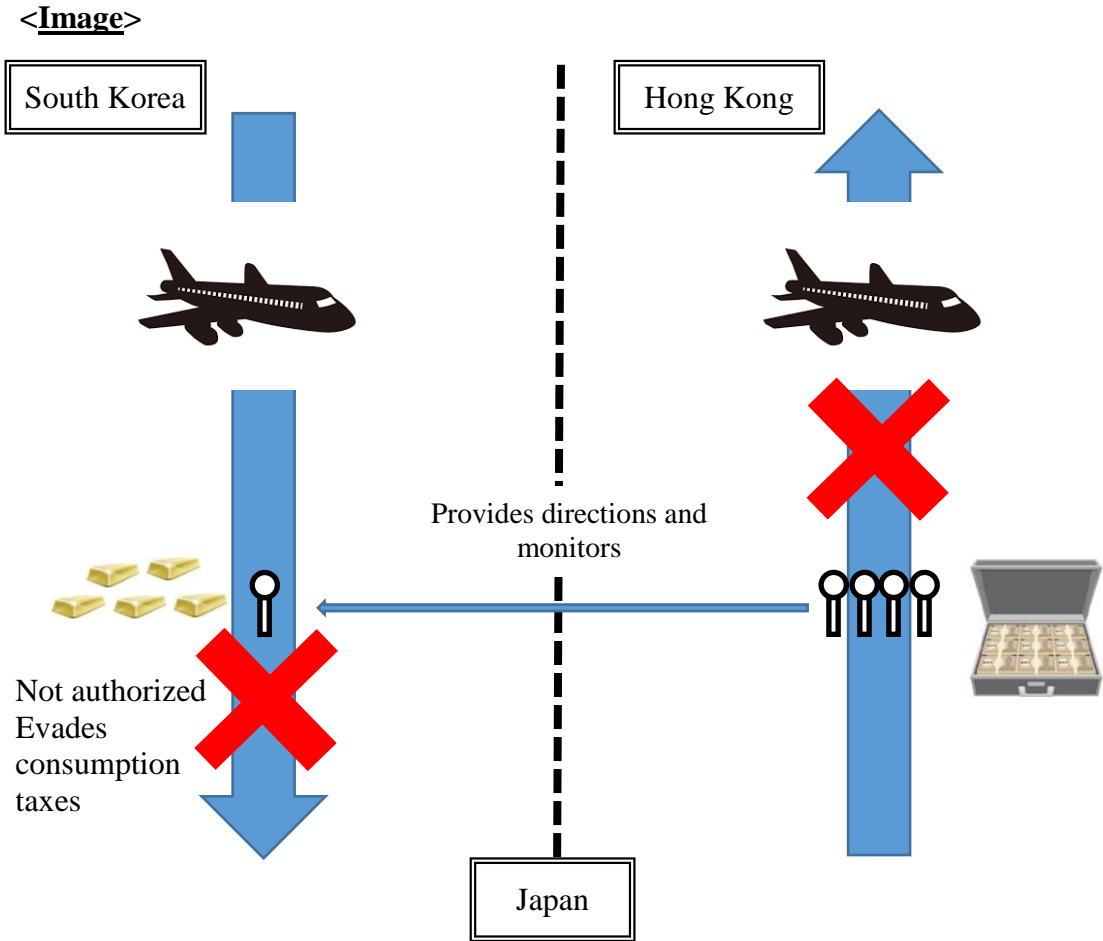 <Image>
South Korea
Hong Kong
Provides directions and
monitors
Not authorized
Evades
consumption
taxes
Japan